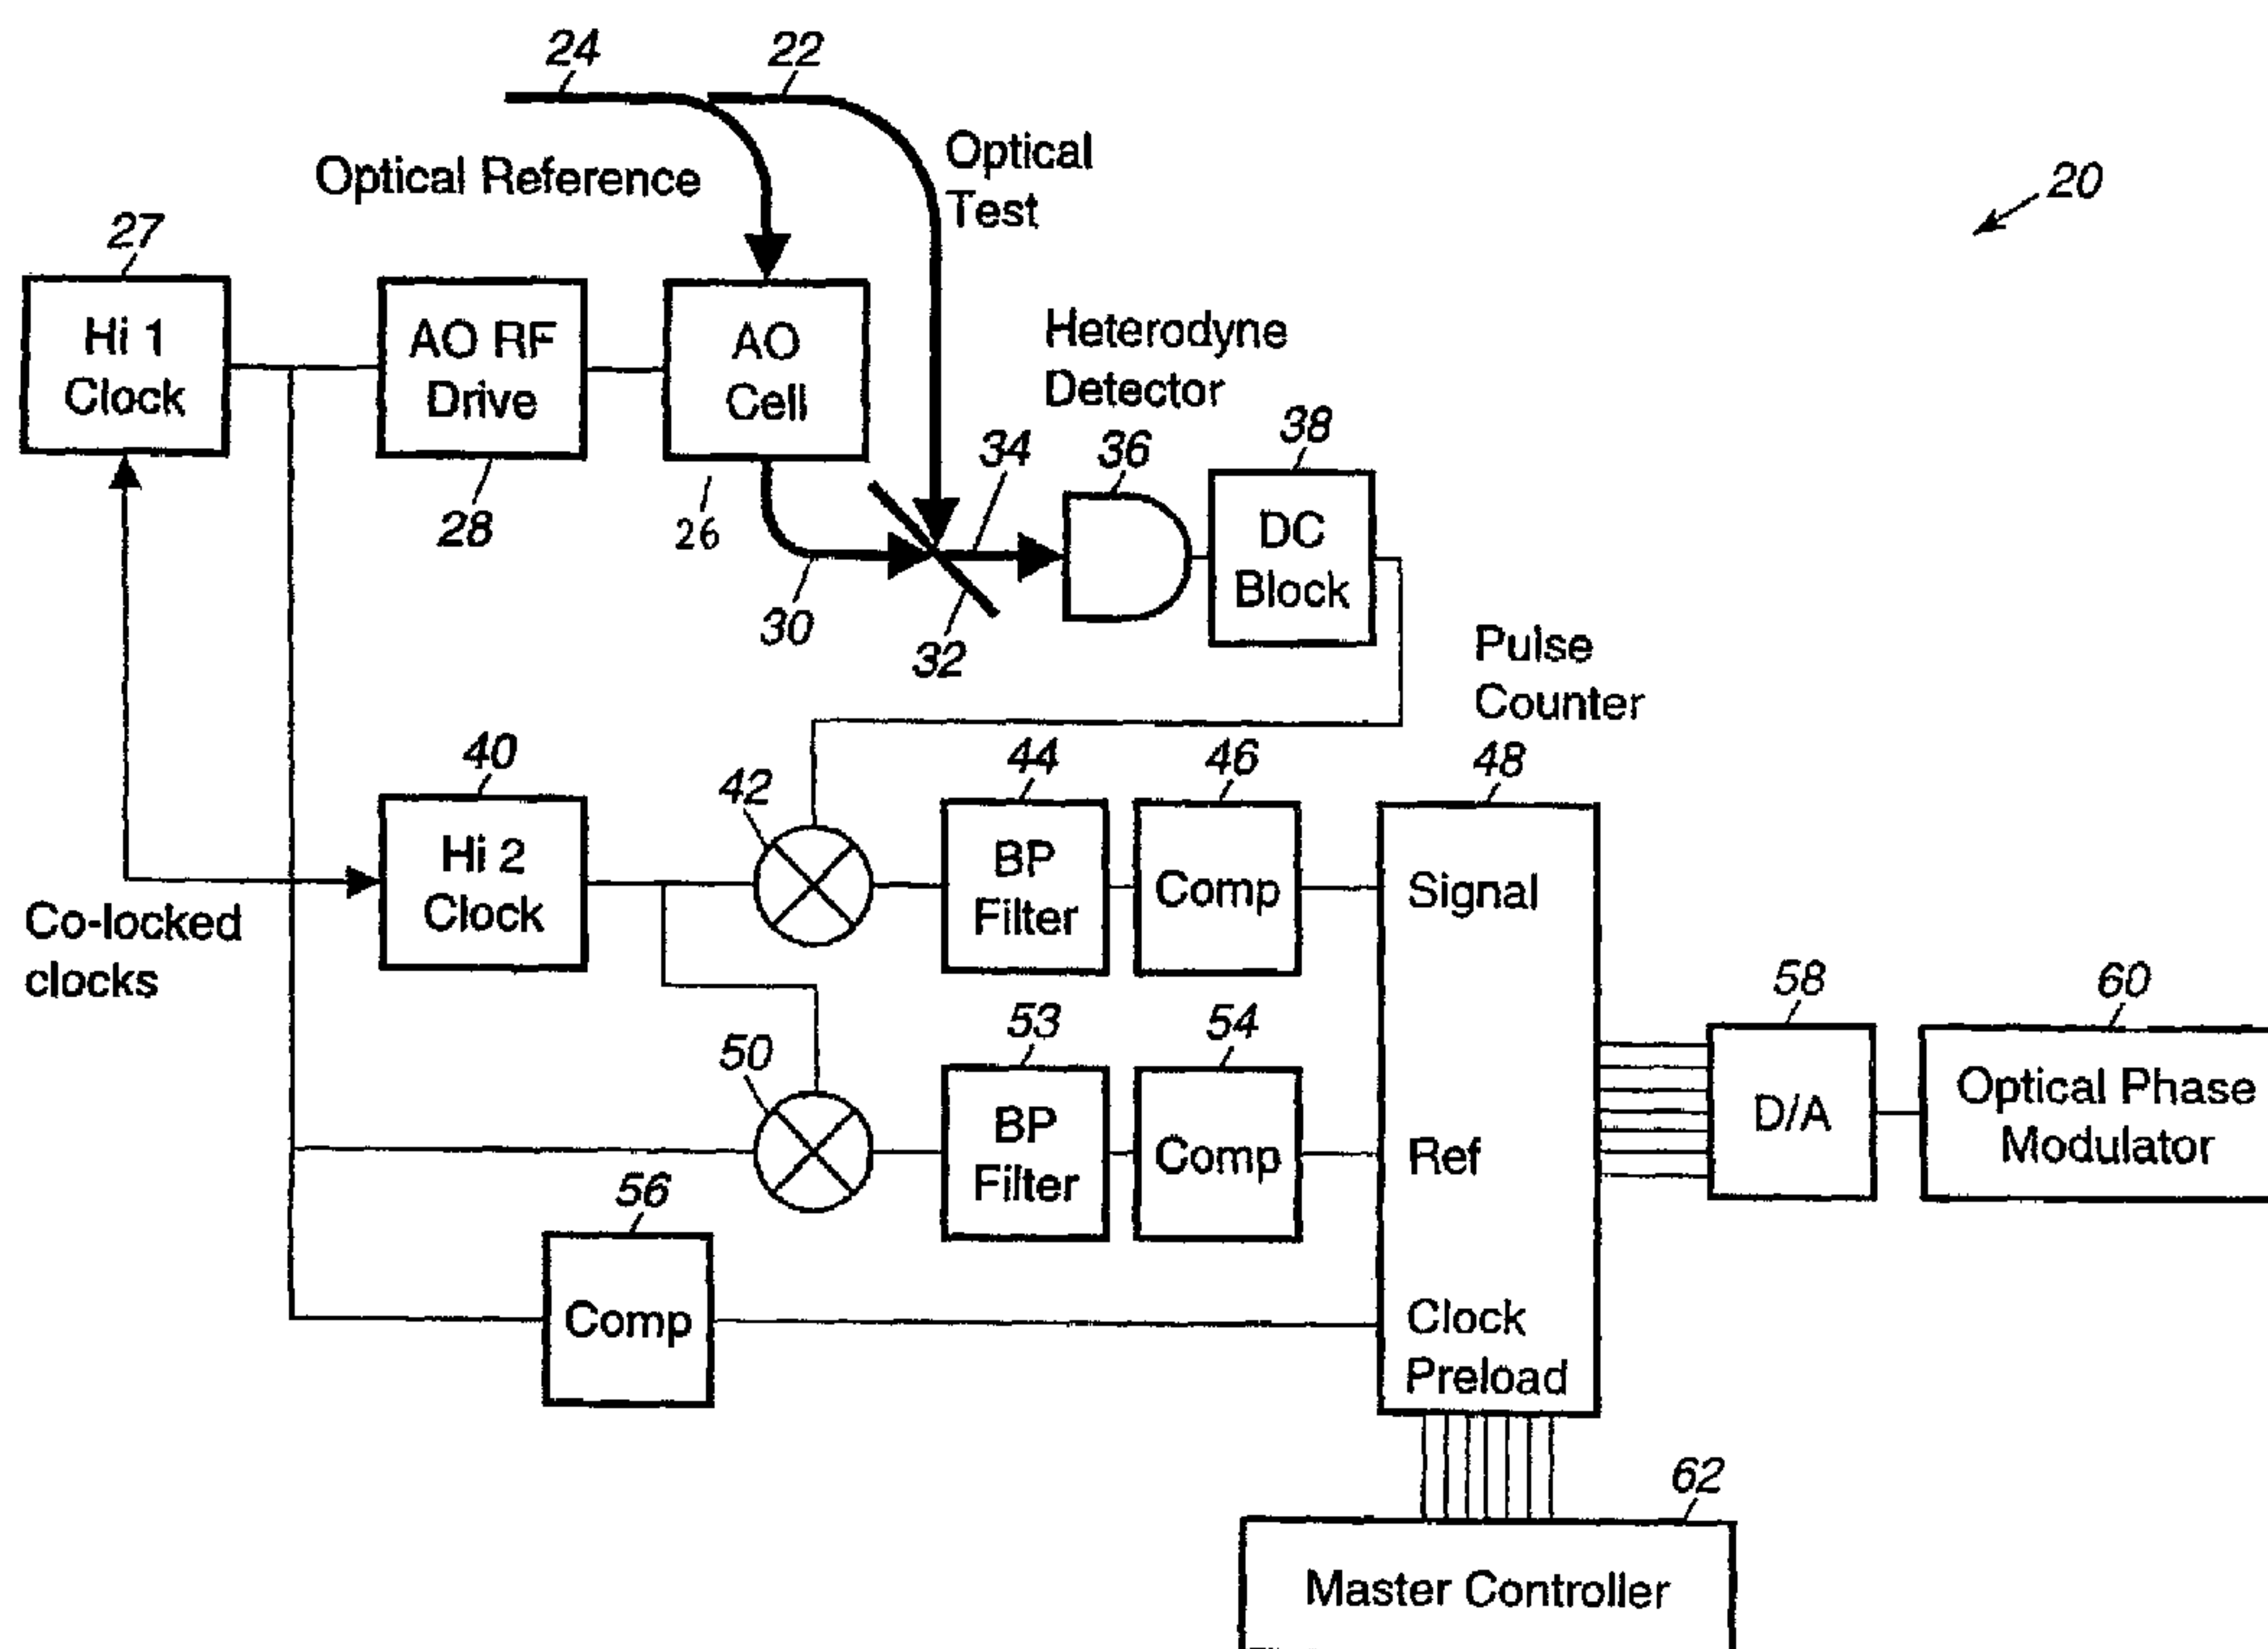 24
22
Optical Reference
Optical
Test
20
27
Hi 1
Clock
AO RF
Drive
AO
Cell
Heterodyne
Detector
28
26
34
36
38
DC
Block
30
32
Pulse
Counter
40
42
44
46
48
Hi 2
Clock
BP
Filter
Comp
Signal
Co-locked
clocks
50
53
54
58
60
BP
Filter
Comp
Ref
D/A
Optical Phase
Modulator
56
Comp
Clock
Preload
62
Master Controller